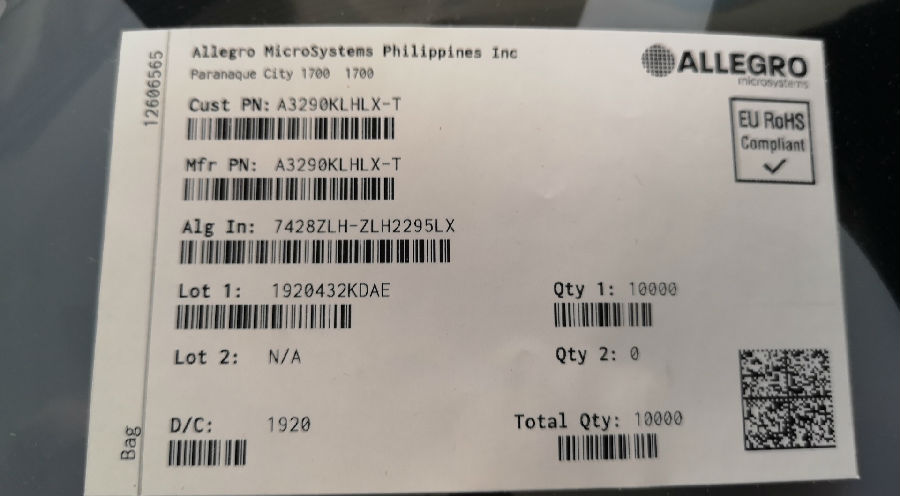 12606565
Allegro MicroSystems Philippines Inc
Paranaque City 1700 1700
ALLEGRO
microsystems
Cust PN: A3290KLHLX-T
EU RoHS
Compliant
Mfr PN: A3290KLHLX-T
Alg In: 7428ZLH-ZLH2295LX
Lot 1: 1920432KDAE Qty 1: 10000
Lot 2: N/A Qty 2: 0
D/C: 1920 Total Qty: 10000
Bag